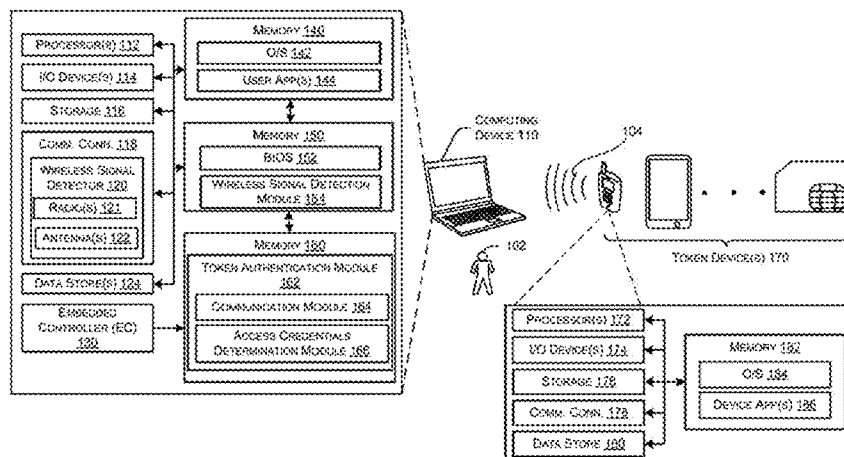 MEMORY 140
O/S 142
USER APP(S) 144
PROCESSOR(S) 112
I/O DEVICE(S) 114
STORAGE 116
COMM. CONN. 118
WIRELESS SIGNAL
DETECTOR 120
RADIO(S) 121
ANTENNA(S) 122
DATA STORE(S) 124
EMBEDDED
CONTROLLER (EC)
130
MEMORY 150
BIOS 152
WIRELESS SIGNAL DETECTION
MODULE 154
MEMORY 160
TOKEN AUTHENTICATION MODULE
162
COMMUNICATION MODULE 164
ACCESS CREDENTIALS
DETERMINATION MODULE 166
COMPUTING
DEVICE 110
104
102
TOKEN DEVICE(S) 170
PROCESSOR(S) 172
I/O DEVICE(S) 174
STORAGE 176
COMM. CONN. 178
DATA STORE 180
MEMORY 182
O/S 184
DEVICE APP(S) 186